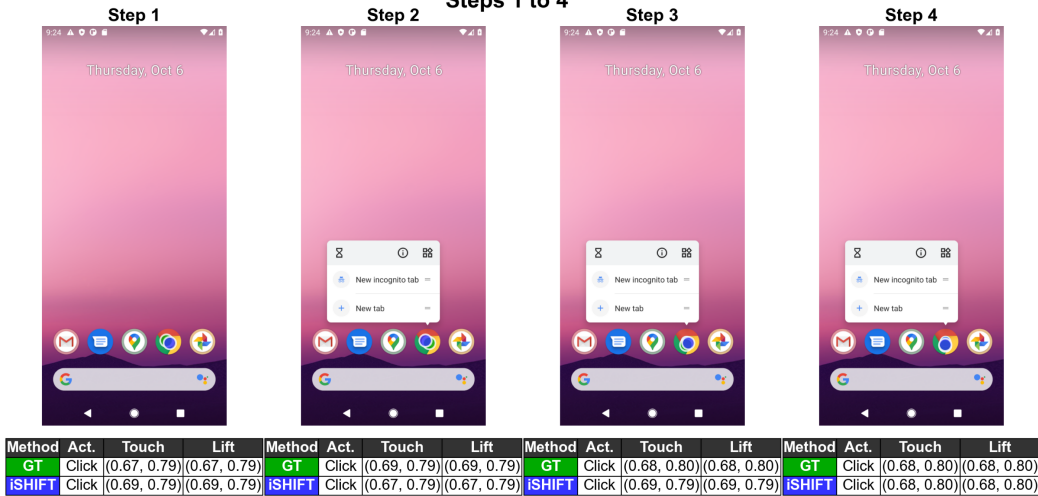 Steps 1 to 4
Step 1
9:24
Thursday, Oct 6
Method Act. Touch Lift
GT Click (0.67, 0.79) (0.67, 0.79)
iSHIFT Click (0.69, 0.79) (0.69, 0.79)
Step 2
9:24
Thursday, Oct 6
New incognito tab
New tab
Method Act. Touch Lift
GT Click (0.69, 0.79) (0.69, 0.79)
iSHIFT Click (0.67, 0.79) (0.67, 0.79)
Step 3
9:24
Thursday, Oct 6
New incognito tab
New tab
Method Act. Touch Lift
GT Click (0.68, 0.80) (0.68, 0.80)
iSHIFT Click (0.69, 0.79) (0.69, 0.79)
Step 4
9:24
Thursday, Oct 6
New incognito tab
New tab
Method Act. Touch Lift
GT Click (0.68, 0.80) (0.68, 0.80)
iSHIFT Click (0.68, 0.80) (0.68, 0.80)